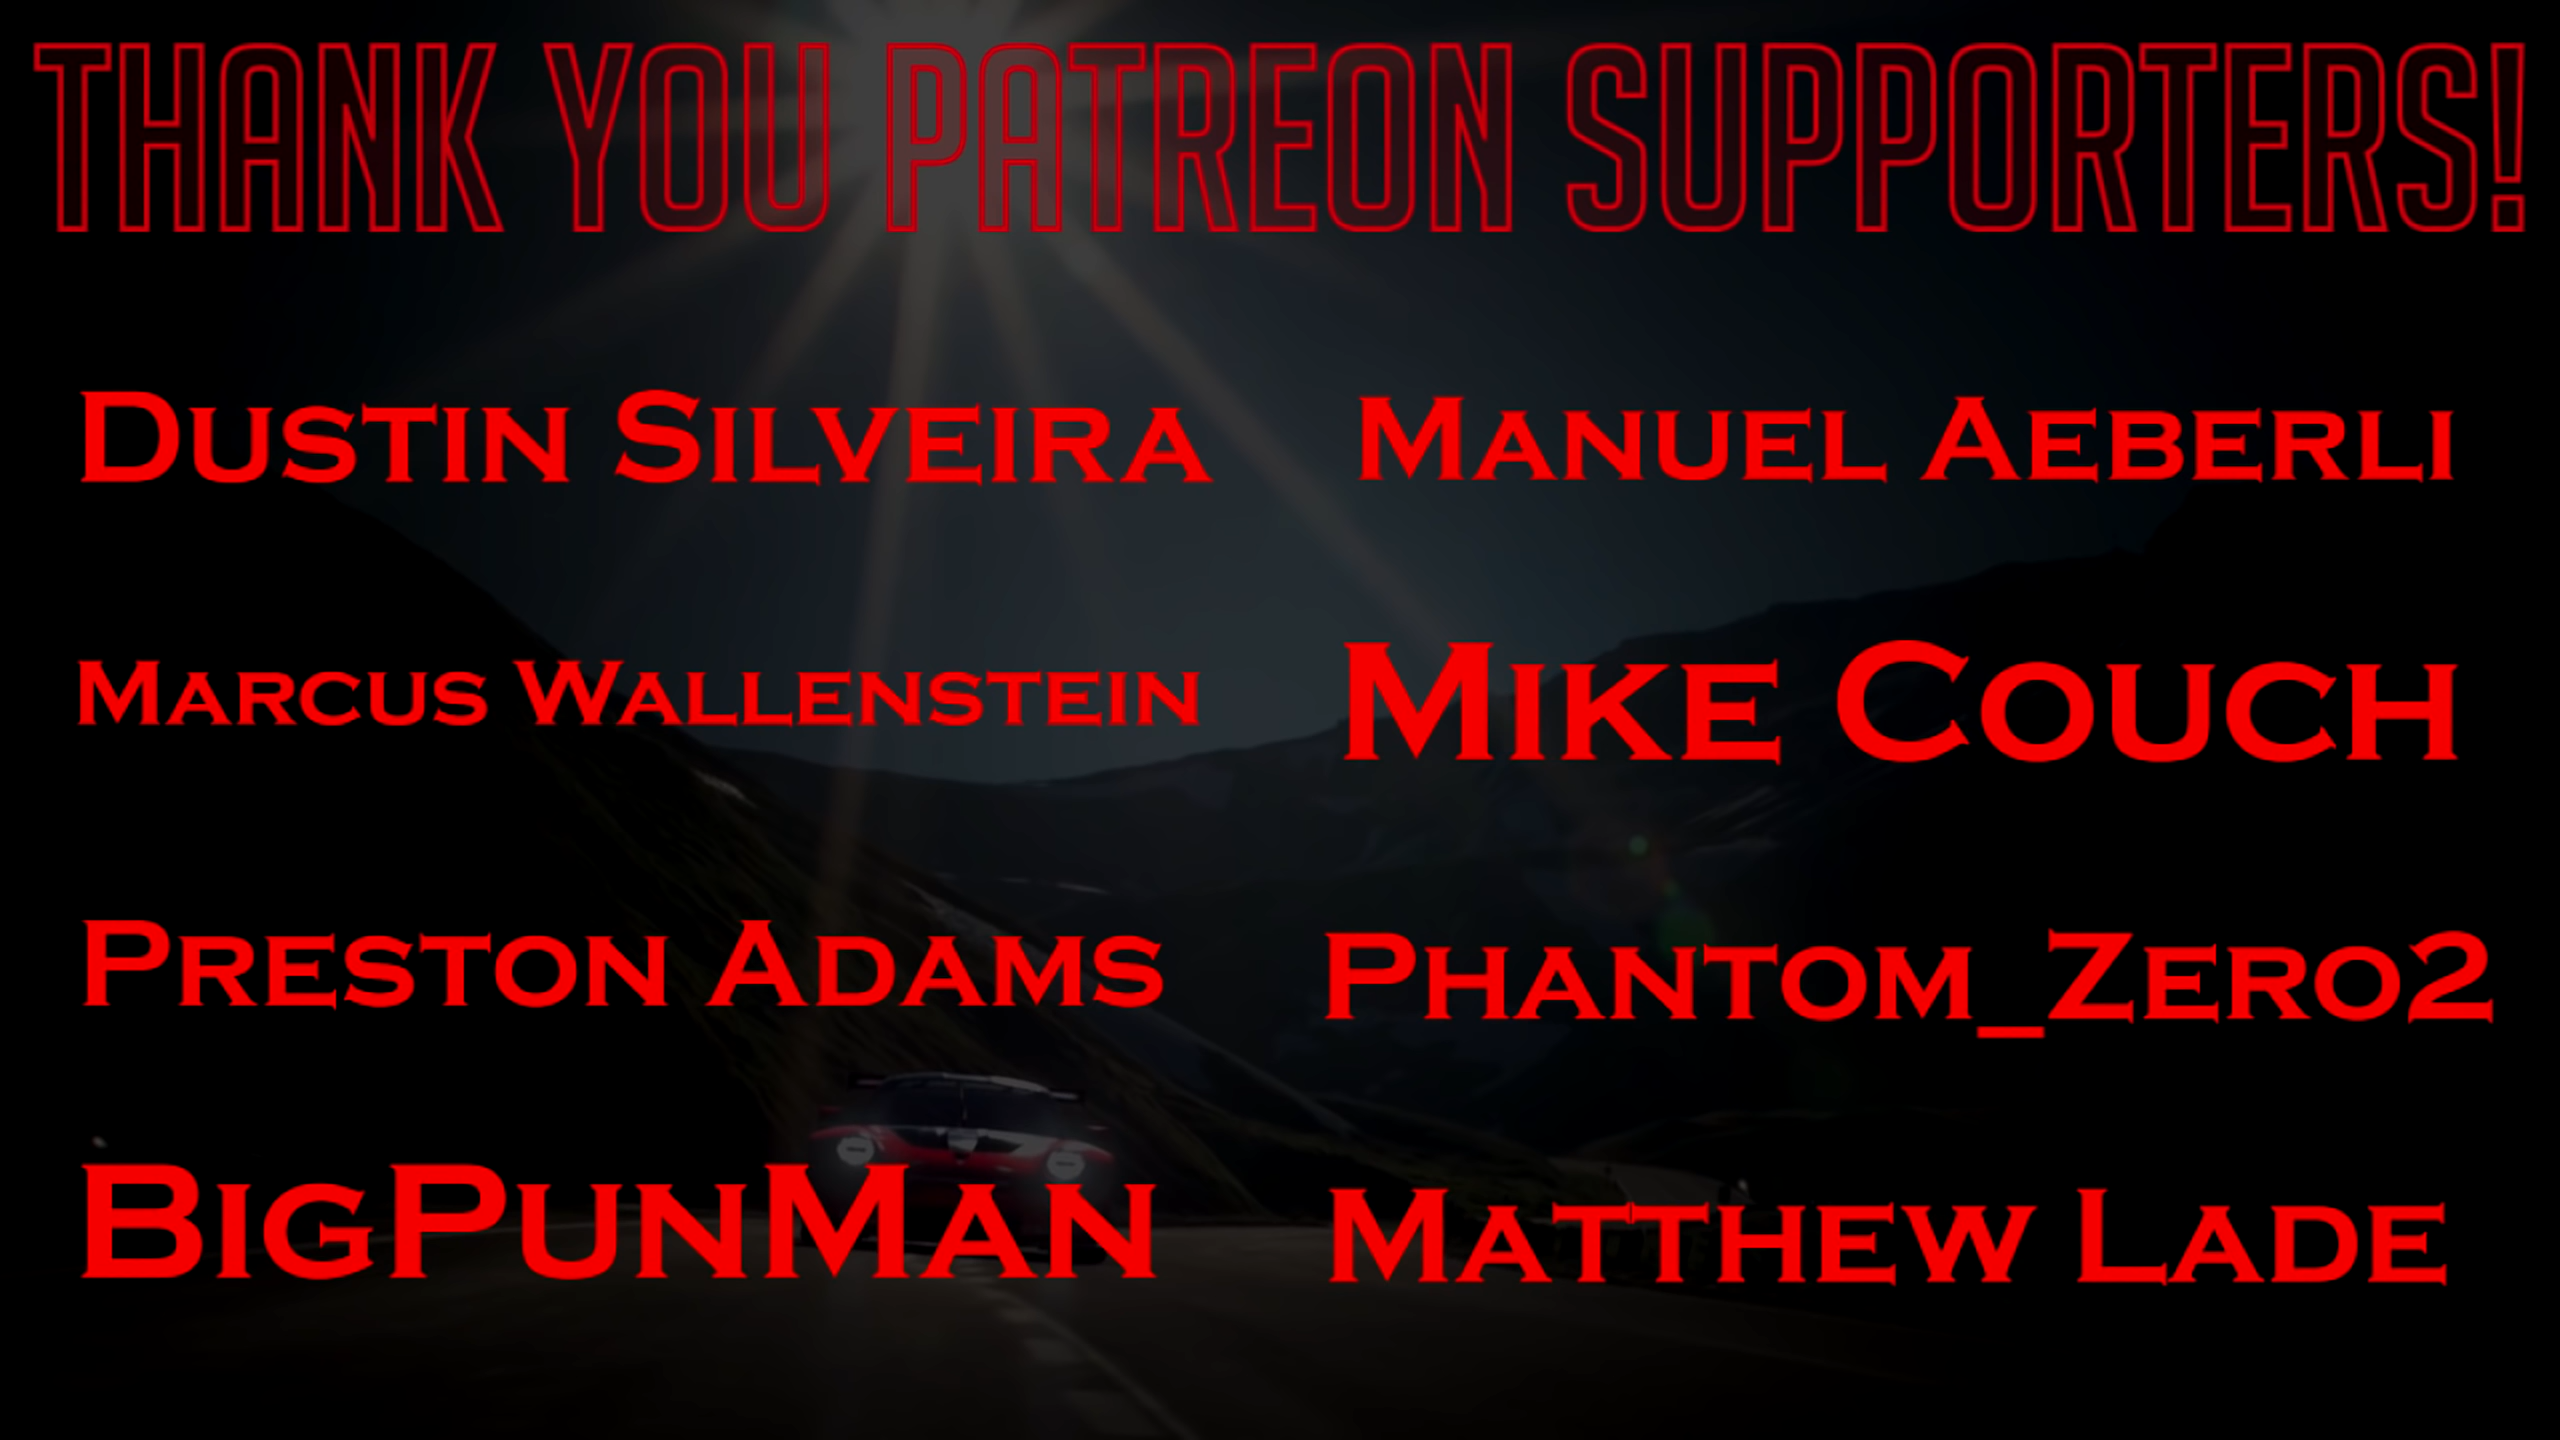 THANK YOU PATREON SUPPORTERS!
Dustin Silveira
Manuel Aeberli
Marcus Wallenstein
Mike Couch
Preston Adams
Phantom_Zero2
BigPunMan
Matthew Lade